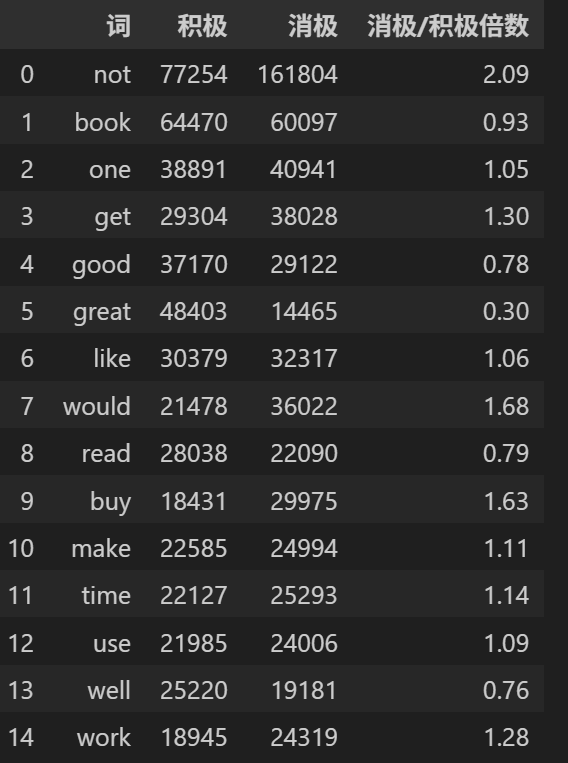 词 积极 消极 消极/积极倍数
0 not 77254 161804 2.09
1 book 64470 60097 0.93
2 one 38891 40941 1.05
3 get 29304 38028 1.30
4 good 37170 29122 0.78
5 great 48403 14465 0.30
6 like 30379 32317 1.06
7 would 21478 36022 1.68
8 read 28038 22090 0.79
9 buy 18431 29975 1.63
10 make 22585 24994 1.11
11 time 22127 25293 1.14
12 use 21985 24006 1.09
13 well 25220 19181 0.76
14 work 18945 24319 1.28